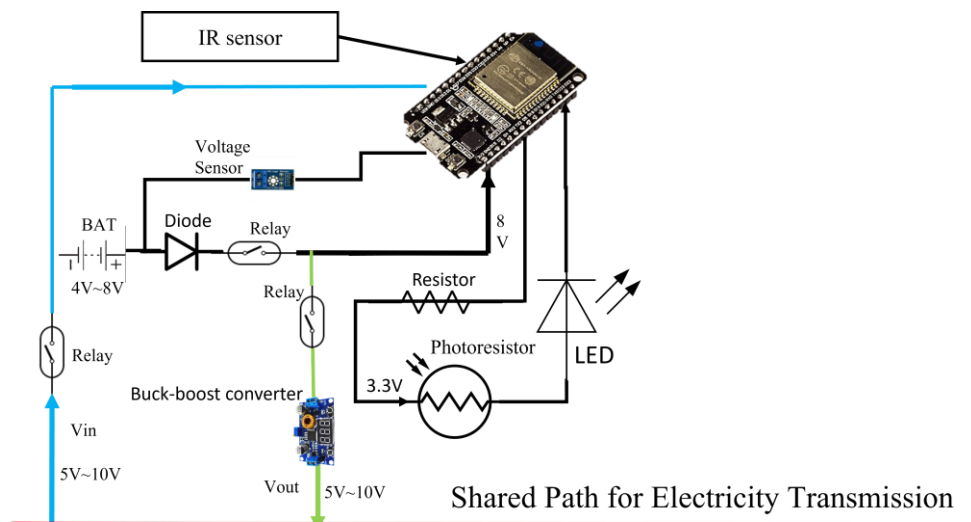 IR sensor
Voltage
Sensor
BAT
Diode
Relay
8
V
4V~8V
Relay
Resistor
Relay
Photoresistor
LED
3.3V
Buck-boost converter
Vin
5V~10V
Vout
5V~10V
Shared Path for Electricity Transmission